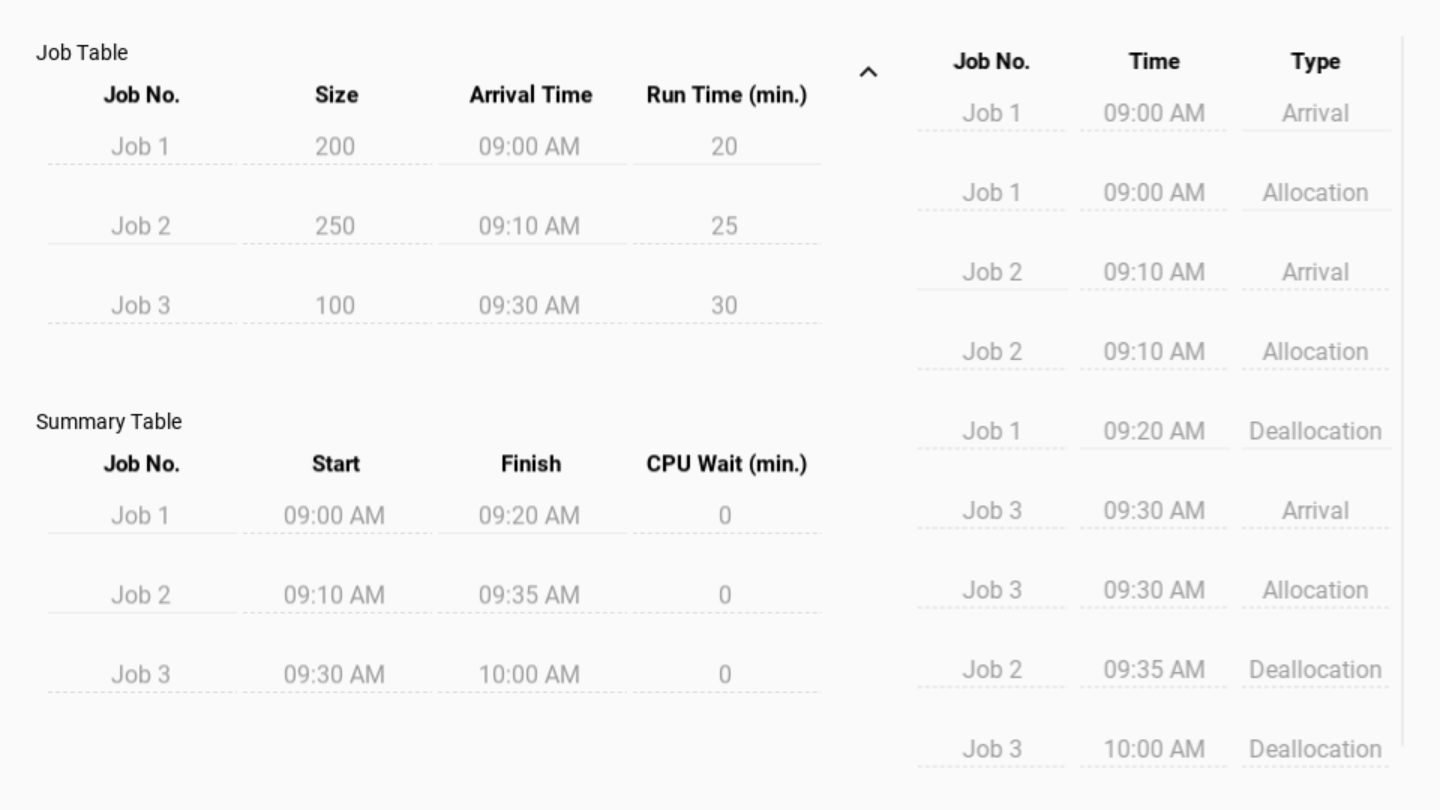 Job Table
Job No. Size Arrival Time Run Time (min.)
Job 1 200 09:00 AM 20
Job 2 250 09:10 AM 25
Job 3 100 09:30 AM 30
Summary Table
Job No. Start Finish CPU Wait (min.)
Job 1 09:00 AM 09:20 AM 0
Job 2 09:10 AM 09:35 AM 0
Job 3 09:30 AM 10:00 AM 0
Job No. Time Type
Job 1 09:00 AM Arrival
Job 1 09:00 AM Allocation
Job 2 09:10 AM Arrival
Job 2 09:10 AM Allocation
Job 1 09:20 AM Deallocation
Job 3 09:30 AM Arrival
Job 3 09:30 AM Allocation
Job 2 09:35 AM Deallocation
Job 3 10:00 AM Deallocation